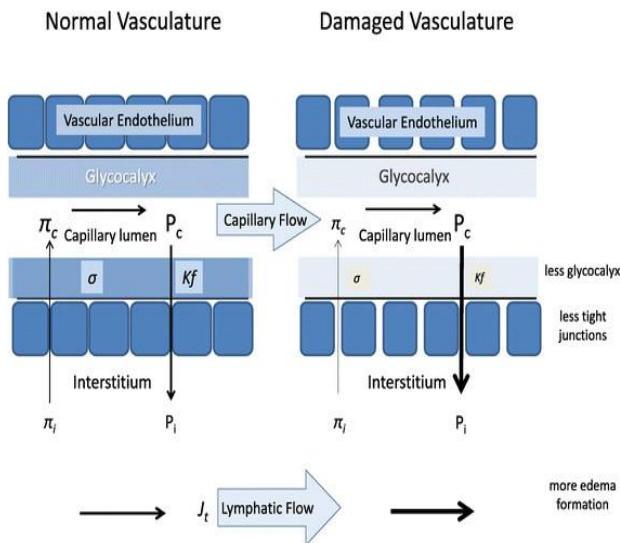 Normal Vasculature
Damaged Vasculature
Vascular Endothelium
Vascular Endothelium
Glycocalyx
Glycocalyx
πc
Pc
Capillary lumen
Capillary Flow
πc
Pc
Capillary lumen
σ
Kf
σ
Kf
less glycocalyx
less tight
junctions
Interstitium
Interstitium
πi
Pi
πi
Pi
Jt
Lymphatic Flow
more edema
formation